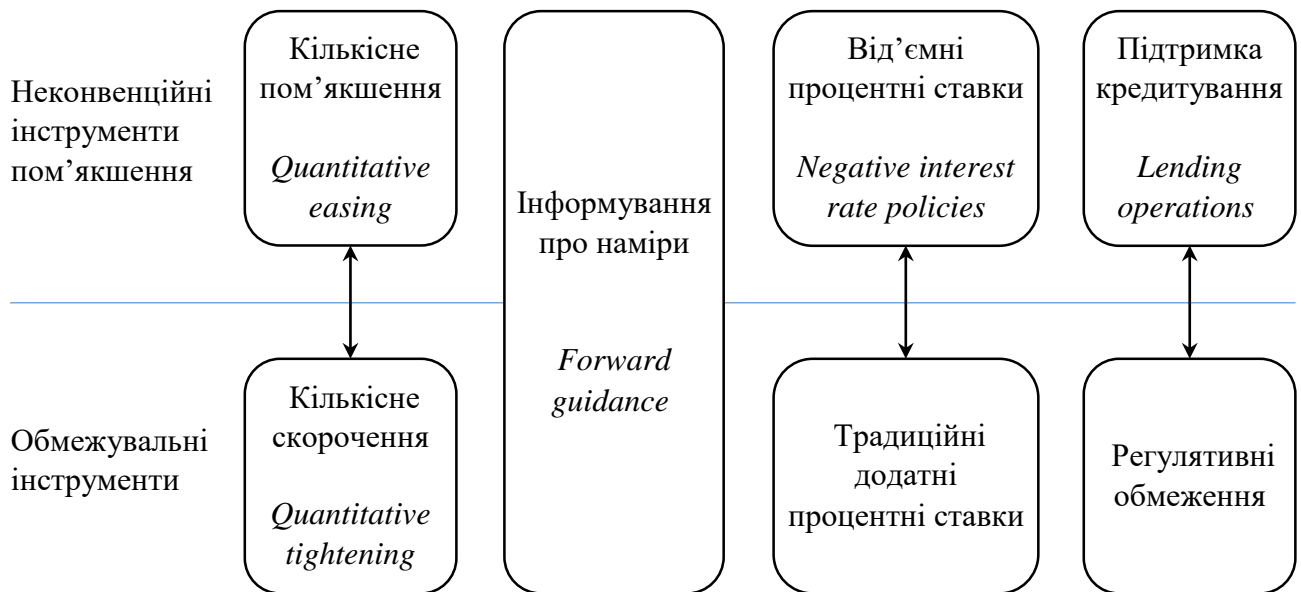 Неконвенційні
інструменти
пом’якшення
Кількісне
пом’якшення
Quantitative
easing
Інформування
про наміри
Forward
guidance
Від’ємні
процентні ставки
Negative interest
rate policies
Підтримка
кредитування
Lending
operations
Обмежувальні
інструменти
Кількісне
скорочення
Quantitative
tightening
Традиційні
додатні
процентні ставки
Регулятивні
обмеження